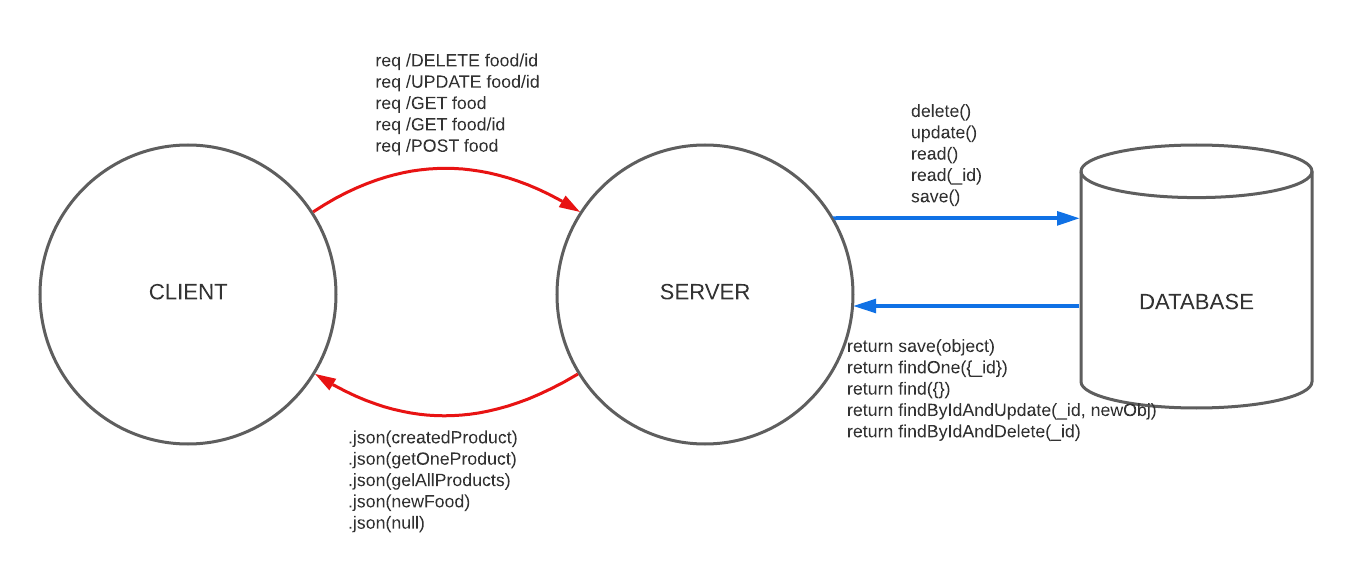 req /DELETE food/id
req /UPDATE food/id
req /GET food
req /GET food/id
req /POST food
delete()
update()
read()
read(_id)
save()
CLIENT
SERVER
DATABASE
return save(object)
return findOne({_id})
return find({})
return findByIdAndUpdate(_id, newObj)
return findByIdAndDelete(_id)
.json(createdProduct)
.json(getOneProduct)
.json(gelAllProducts)
.json(newFood)
.json(null)